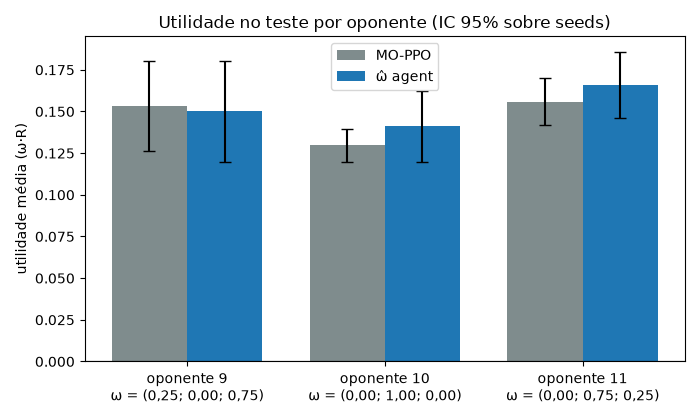 Utilidade no teste por oponente (IC 95% sobre seeds)
MO-PPO
ω̂ agent
utilidade média (ω·R)
0.175
0.150
0.125
0.100
0.075
0.050
0.025
0.000
oponente 9
ω = (0,25; 0,00; 0,75)
oponente 10
ω = (0,00; 1,00; 0,00)
oponente 11
ω = (0,00; 0,75; 0,25)